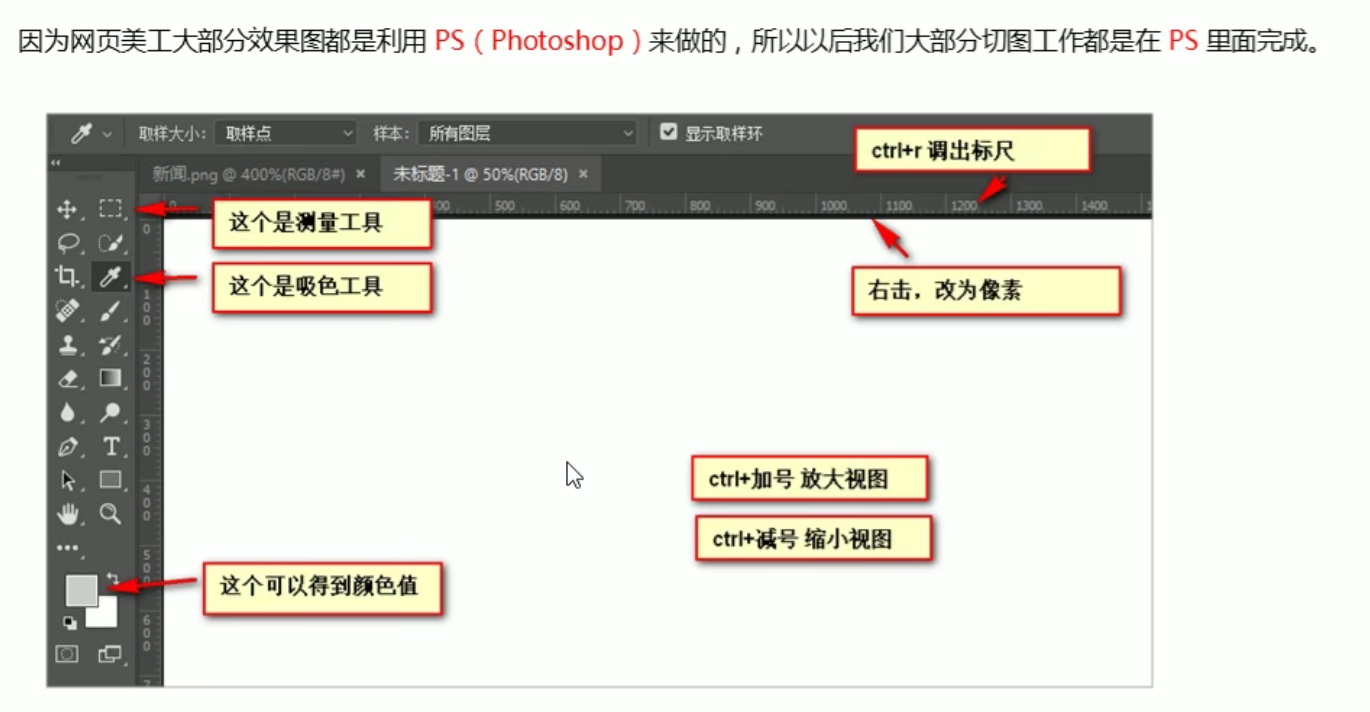 因为网页美工大部分效果图都是利用 PS（Photoshop）来做的，所以以后我们大部分切图工作都是在 PS 里面完成。
取样大小： 取样点 样本： 所有图层 显示取样环
ctrl+r 调出标尺
新闻.png @ 400%(RGB/8#) × 未标题-1 @ 50%(RGB/8) ×
0 500 600 700 800 900 1000 1100 1200 1300 1400
这个是测量工具
这个是吸色工具
右击，改为像素
0
100
200
300
400
600
ctrl+加号 放大视图
ctrl+减号 缩小视图
这个可以得到颜色值